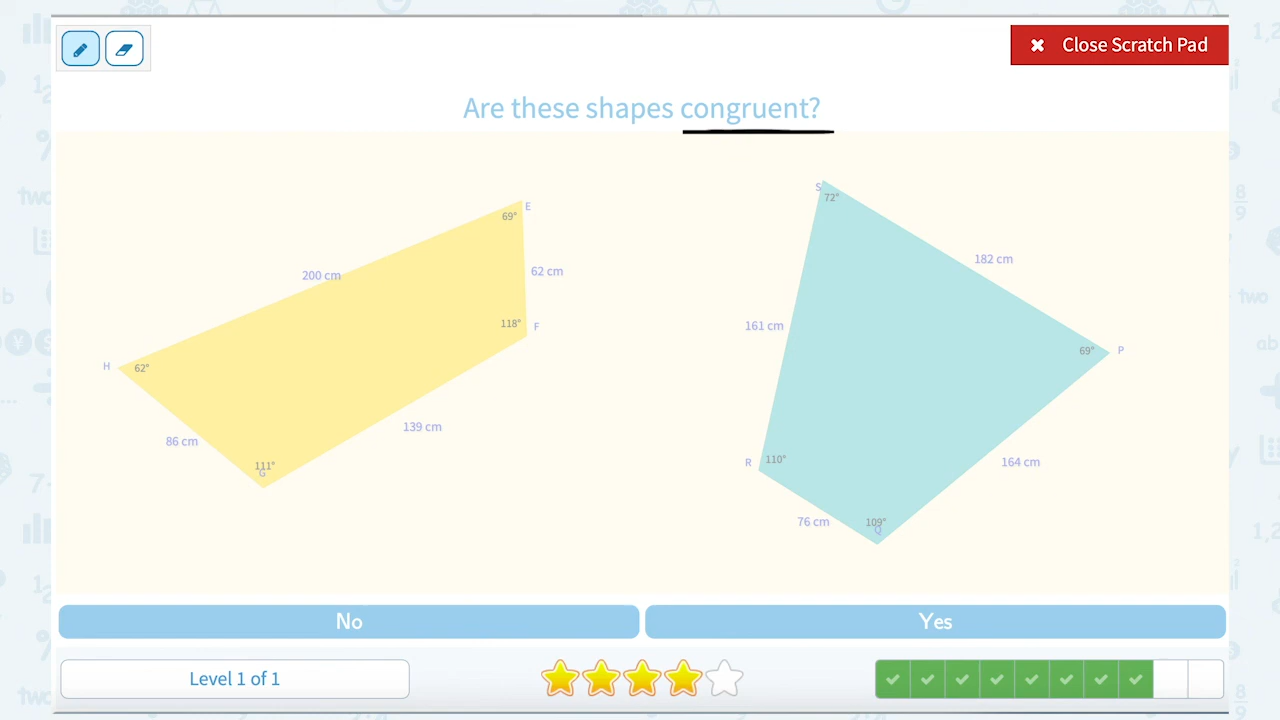 Close Scratch Pad
Are these shapes congruent?
E
69°
200 cm
62 cm
118°
F
H
62°
86 cm
139 cm
111°
G
S
72°
182 cm
161 cm
69°
P
R
110°
164 cm
76 cm
109°
Q
No
Yes
Level 1 of 1